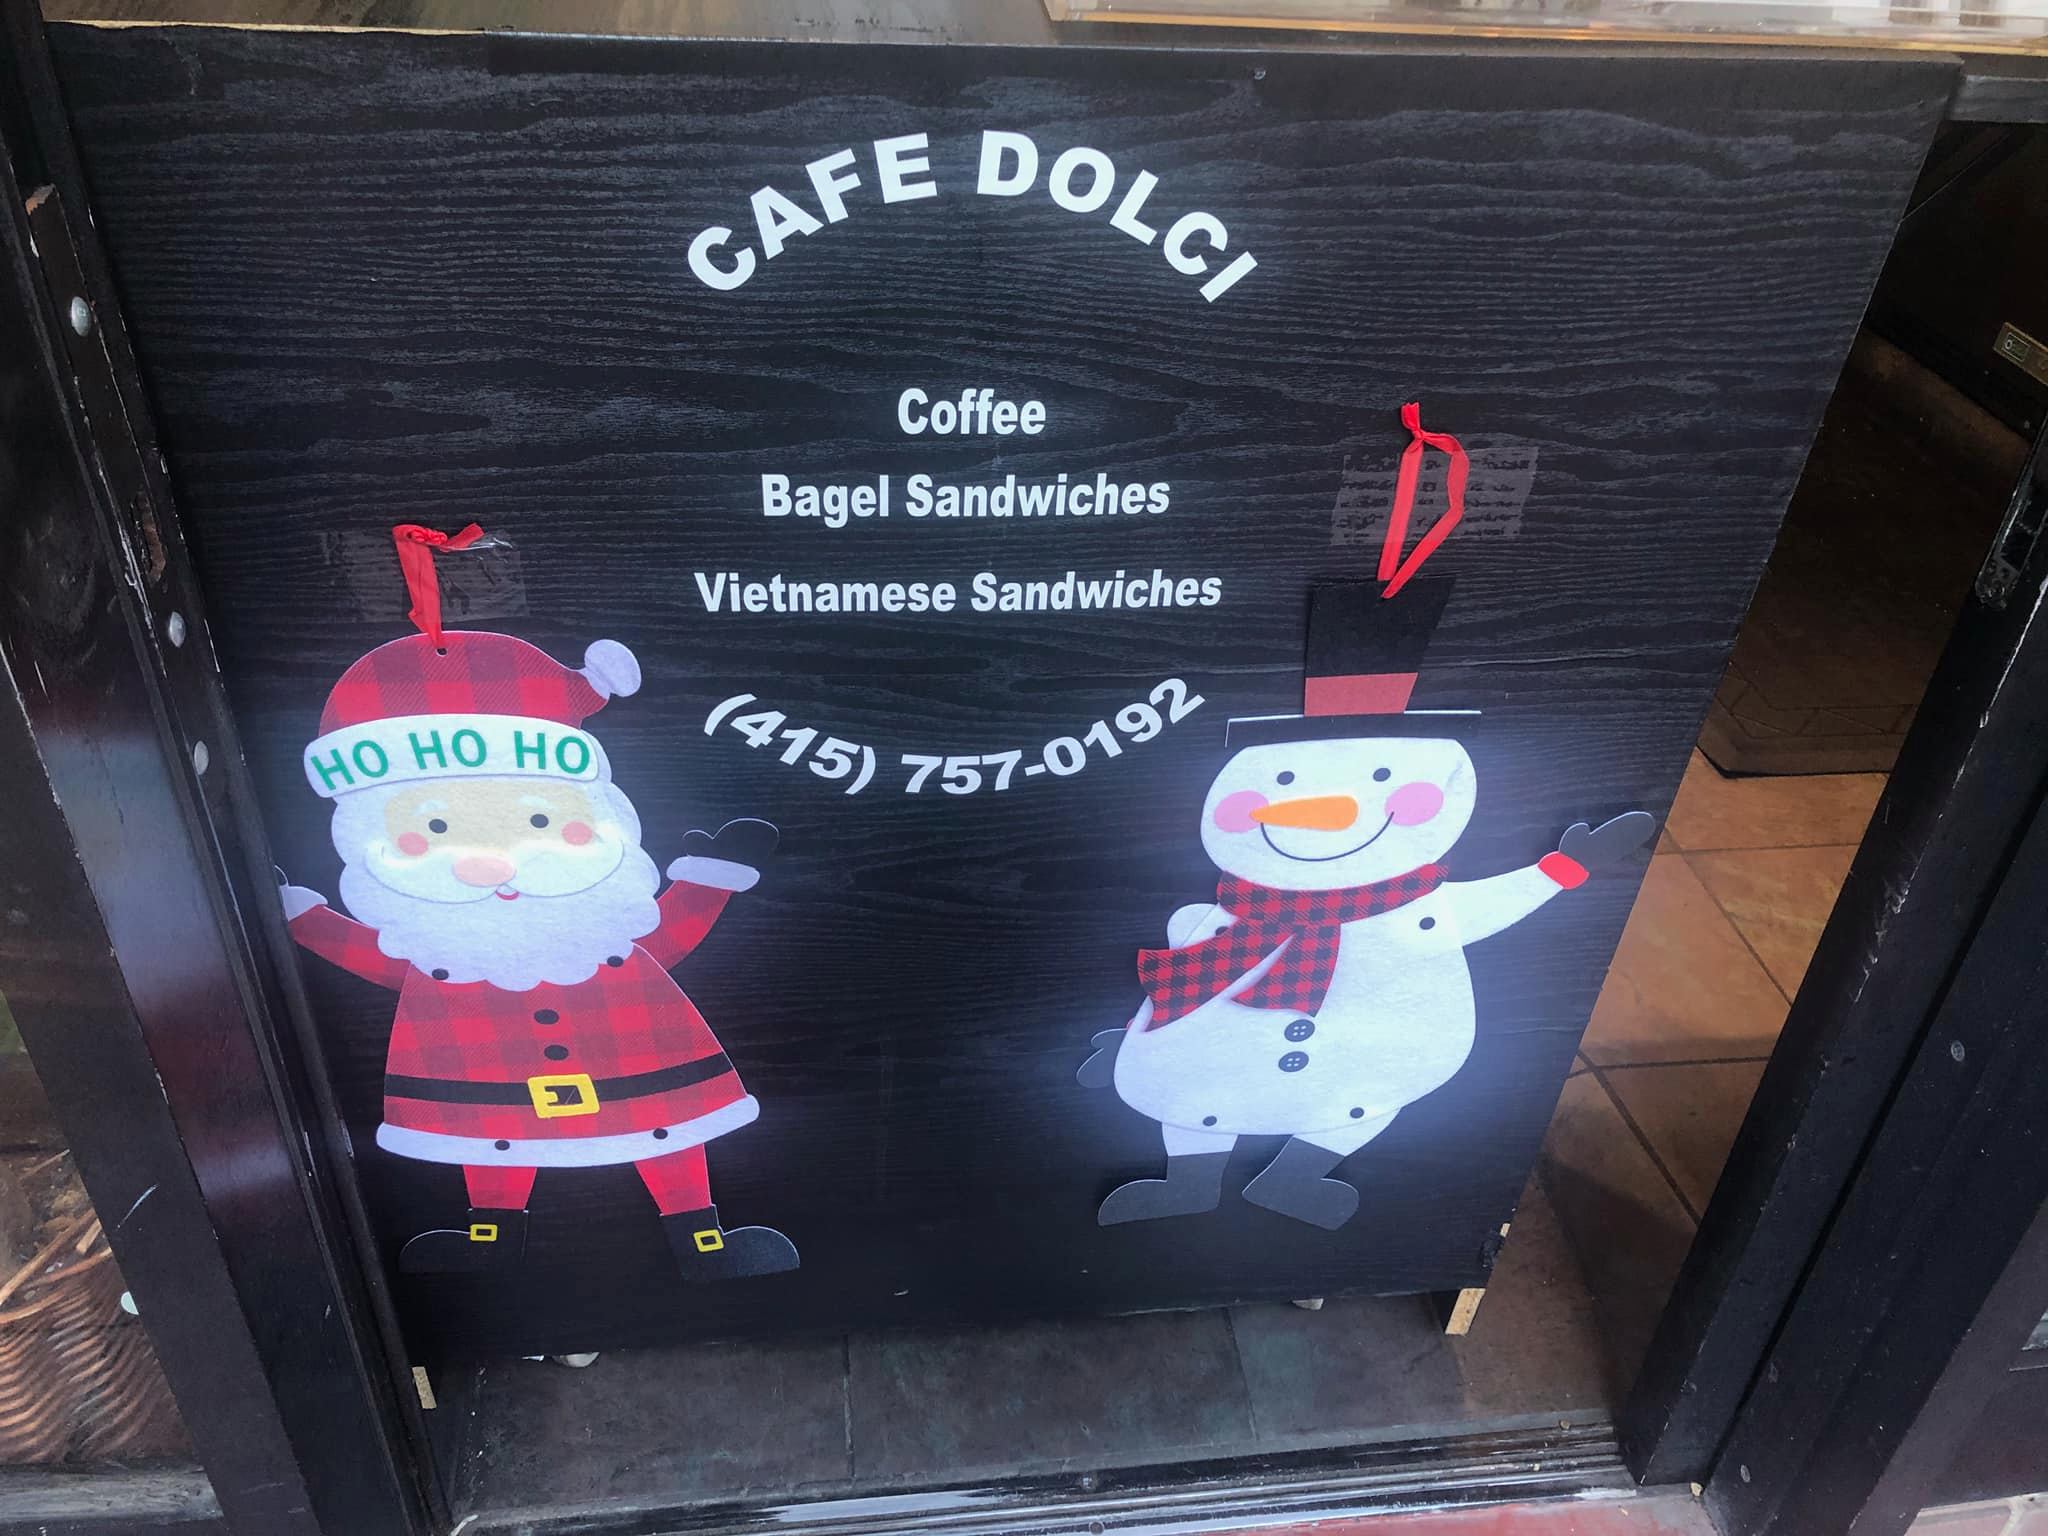 CAFE DOLCI
Coffee
Bagel Sandwiches
Vietnamese Sandwiches
(415) 757-0192
HO HO HO